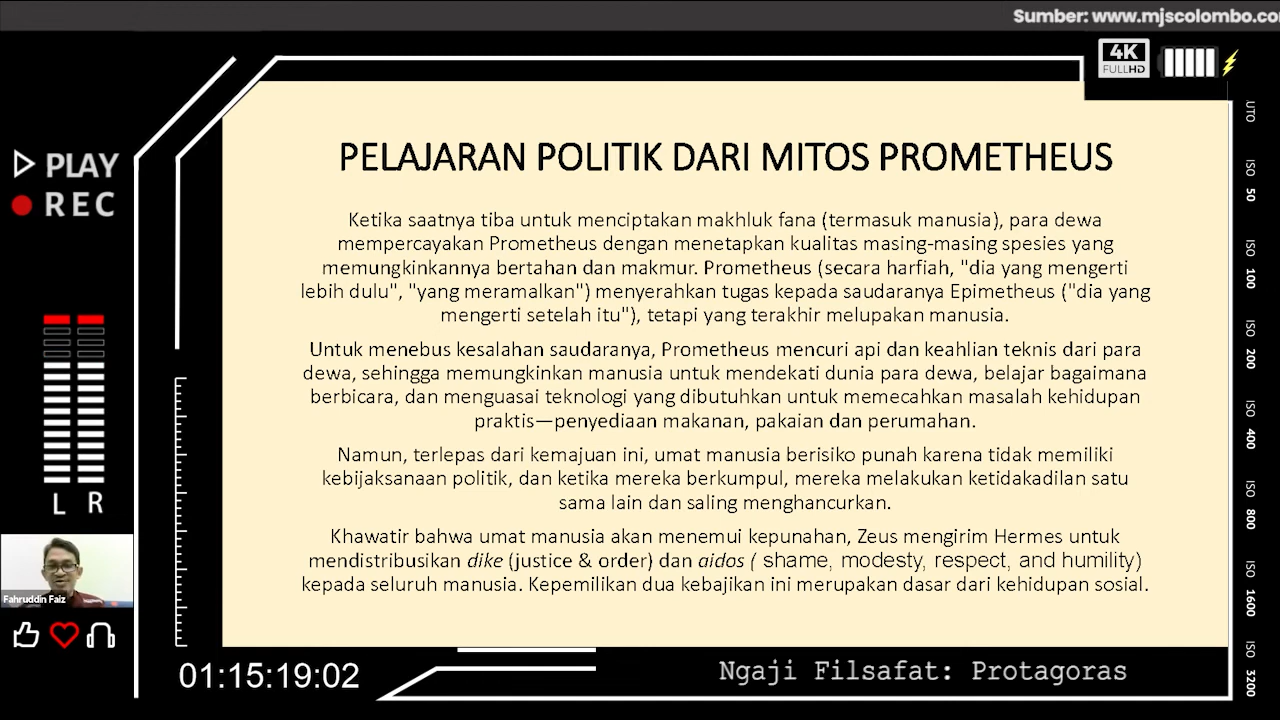 Sumber: www.mjscolombo.co
4K
FULLHD
PLAY
REC
L R
Fahruddin Faiz
01:15:19:02
PELAJARAN POLITIK DARI MITOS PROMETHEUS
Ketika saatnya tiba untuk menciptakan makhluk fana (termasuk manusia), para dewa
mempercayakan Prometheus dengan menetapkan kualitas masing-masing spesies yang
memungkinkannya bertahan dan makmur. Prometheus (secara harfiah, "dia yang mengerti
lebih dulu", "yang meramalkan") menyerahkan tugas kepada saudaranya Epimetheus ("dia yang
mengerti setelah itu"), tetapi yang terakhir melupakan manusia.
Untuk menebus kesalahan saudaranya, Prometheus mencuri api dan keahlian teknis dari para
dewa, sehingga memungkinkan manusia untuk mendekati dunia para dewa, belajar bagaimana
berbicara, dan menguasai teknologi yang dibutuhkan untuk memecahkan masalah kehidupan
praktis—penyediaan makanan, pakaian dan perumahan.
Namun, terlepas dari kemajuan ini, umat manusia berisiko punah karena tidak memiliki
kebijaksanaan politik, dan ketika mereka berkumpul, mereka melakukan ketidakadilan satu
sama lain dan saling menghancurkan.
Khawatir bahwa umat manusia akan menemui kepunahan, Zeus mengirim Hermes untuk
mendistribusikan dike (justice & order) dan aidos ( shame, modesty, respect, and humility)
kepada seluruh manusia. Kepemilikan dua kebajikan ini merupakan dasar dari kehidupan sosial.
Ngaji Filsafat: Protagoras
UTO
ISO 50
ISO 100
ISO 200
ISO 400
ISO 800
ISO 1600
ISO 3200